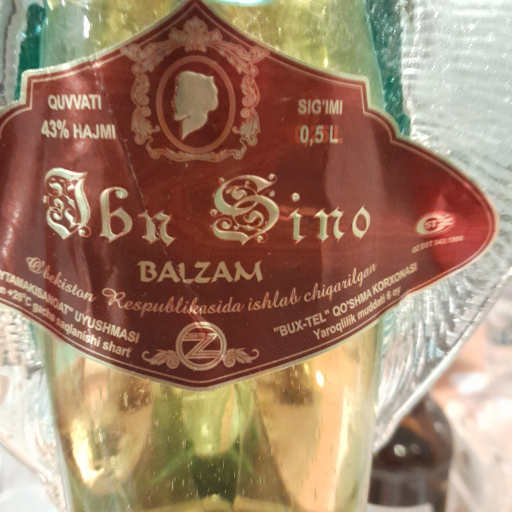 QUVVATI
43% HAJMI
SIG'IMI
0,5 L
Ibn Sino
BALZAM
O'zbekiston Respublikasida ishlab chiqarilgan
UYUSHMASI
+20°C gacha saqlanishi shart
"BUX-TEL" QO'SHMA KORXONASI
Yaroqlilik muddati 6 oy